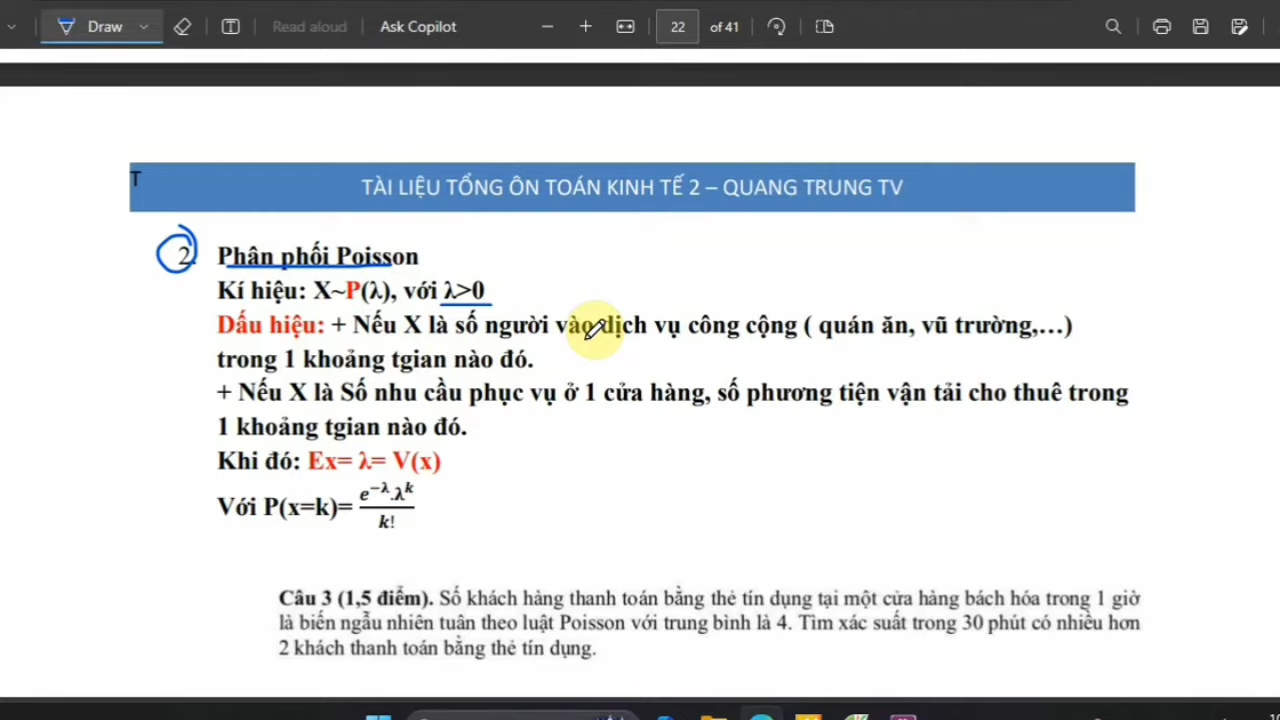 Draw
Read aloud
Ask Copilot
22
of 41
T
TÀI LIỆU TỔNG ÔN TOÁN KINH TẾ 2 – QUANG TRUNG TV
2. Phân phối Poisson
Kí hiệu: X~P(λ), với λ>0
Dấu hiệu: + Nếu X là số người vào dịch vụ công cộng ( quán ăn, vũ trường,…)
trong 1 khoảng tgian nào đó.
+ Nếu X là Số nhu cầu phục vụ ở 1 cửa hàng, số phương tiện vận tải cho thuê trong
1 khoảng tgian nào đó.
Khi đó: Ex= λ= V(x)
Với P(x=k)= e^−λ.λ^k / k!
Câu 3 (1,5 điểm). Số khách hàng thanh toán bằng thẻ tín dụng tại một cửa hàng bách hóa trong 1 giờ
là biến ngẫu nhiên tuân theo luật Poisson với trung bình là 4. Tìm xác suất trong 30 phút có nhiều hơn
2 khách thanh toán bằng thẻ tín dụng.